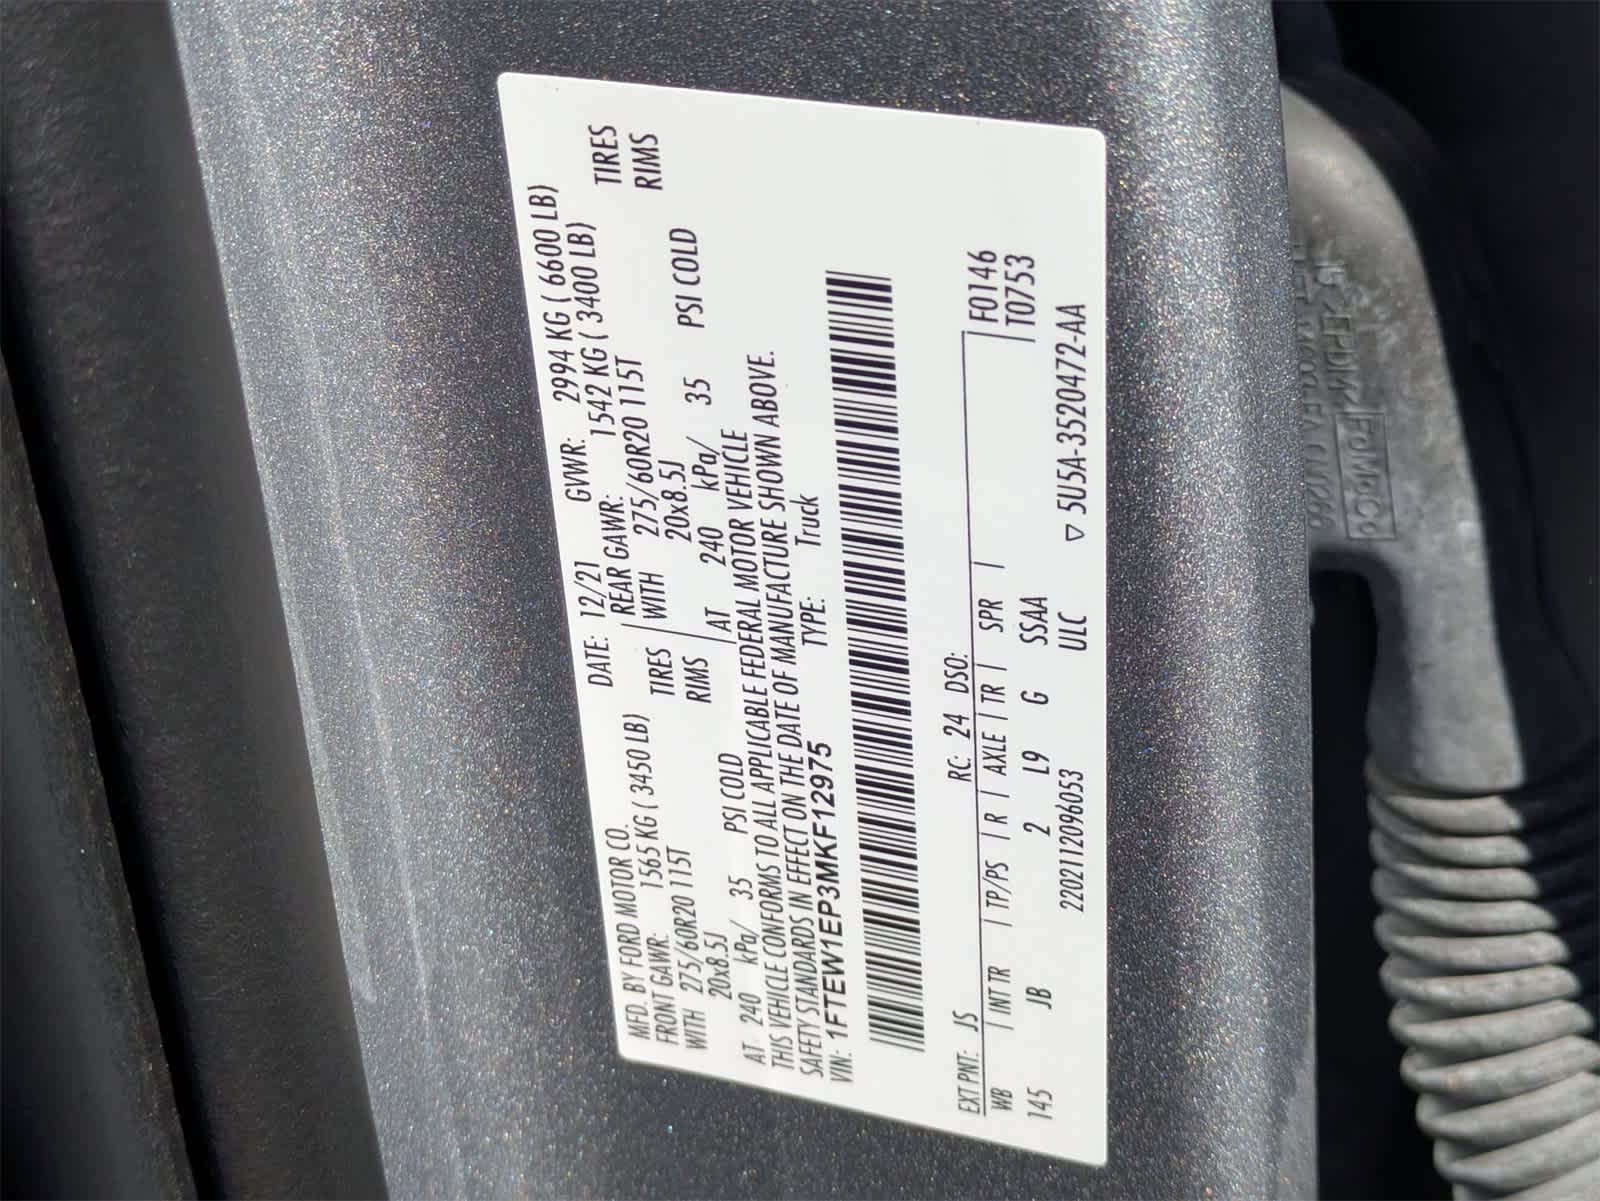 MFD. BY FORD MOTOR CO.
DATE: 12/21 GVWR: 2994 KG ( 6600 LB)
FRONT GAWR: 1565 KG ( 3450 LB) REAR GAWR: 1542 KG ( 3400 LB)
WITH 275/60R20 115T TIRES WITH 275/60R20 115T TIRES
20x8.5J RIMS 20x8.5J RIMS
AT 240 kPa/ 35 PSI COLD AT 240 kPa/ 35 PSI COLD
THIS VEHICLE CONFORMS TO ALL APPLICABLE FEDERAL MOTOR VEHICLE
SAFETY STANDARDS IN EFFECT ON THE DATE OF MANUFACTURE SHOWN ABOVE.
VIN: 1FTEW1EP3MKF12975 TYPE: Truck
EXT PNT: JS RC: 24 DSO: F0146
WB | INT TR | TP/PS | R | AXLE | TR | SPR | T0753
145 JB 2 L9 G SSAA
2202112096053 ULC ▽ 5U5A-3520472-AA
FoMoCo